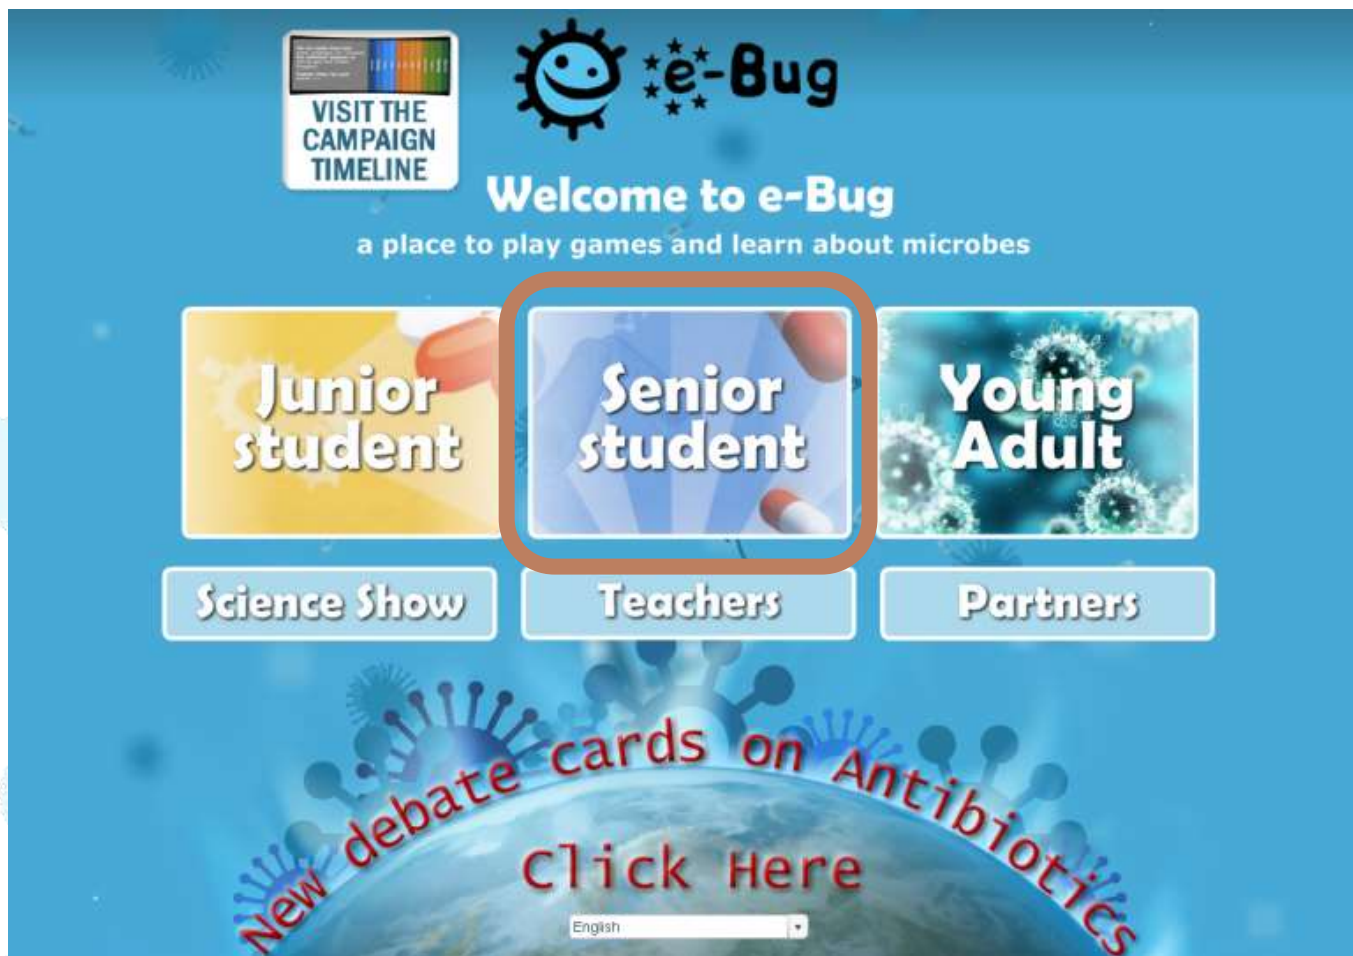 VISIT THE
CAMPAIGN
TIMELINE
e-Bug
Welcome to e-Bug
a place to play games and learn about microbes
Junior
student
Senior
student
Young
Adult
Science Show
Teachers
Partners
New debate cards on Antibiotics
Click Here
English